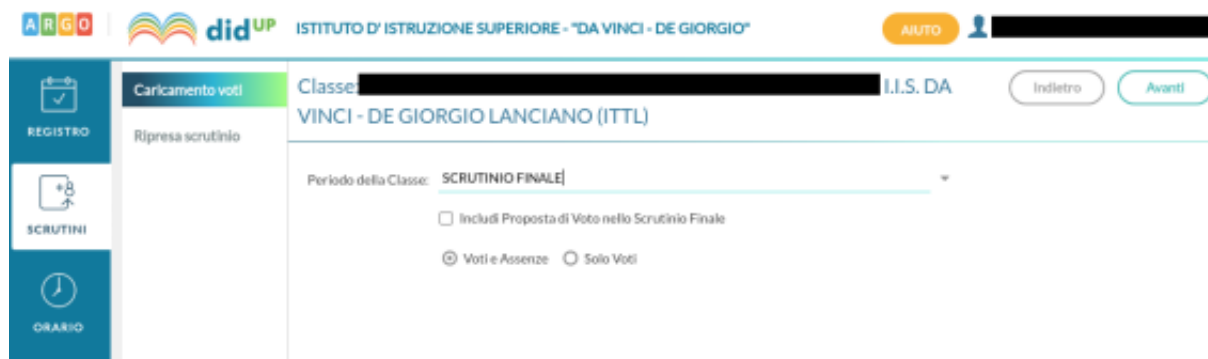 ARGO didUP ISTITUTO D' ISTRUZIONE SUPERIORE - "DA VINCI - DE GIORGIO" AIUTO
REGISTRO
SCRUTINI
ORARIO
Caricamento voti
Ripresa scrutinio
Classe: I.I.S. DA
VINCI - DE GIORGIO LANCIANO (ITTL)
Indietro Avanti
Periodo della Classe: SCRUTINIO FINALE
Includi Proposta di Voto nello Scrutinio Finale
Voti e Assenze Solo Voti